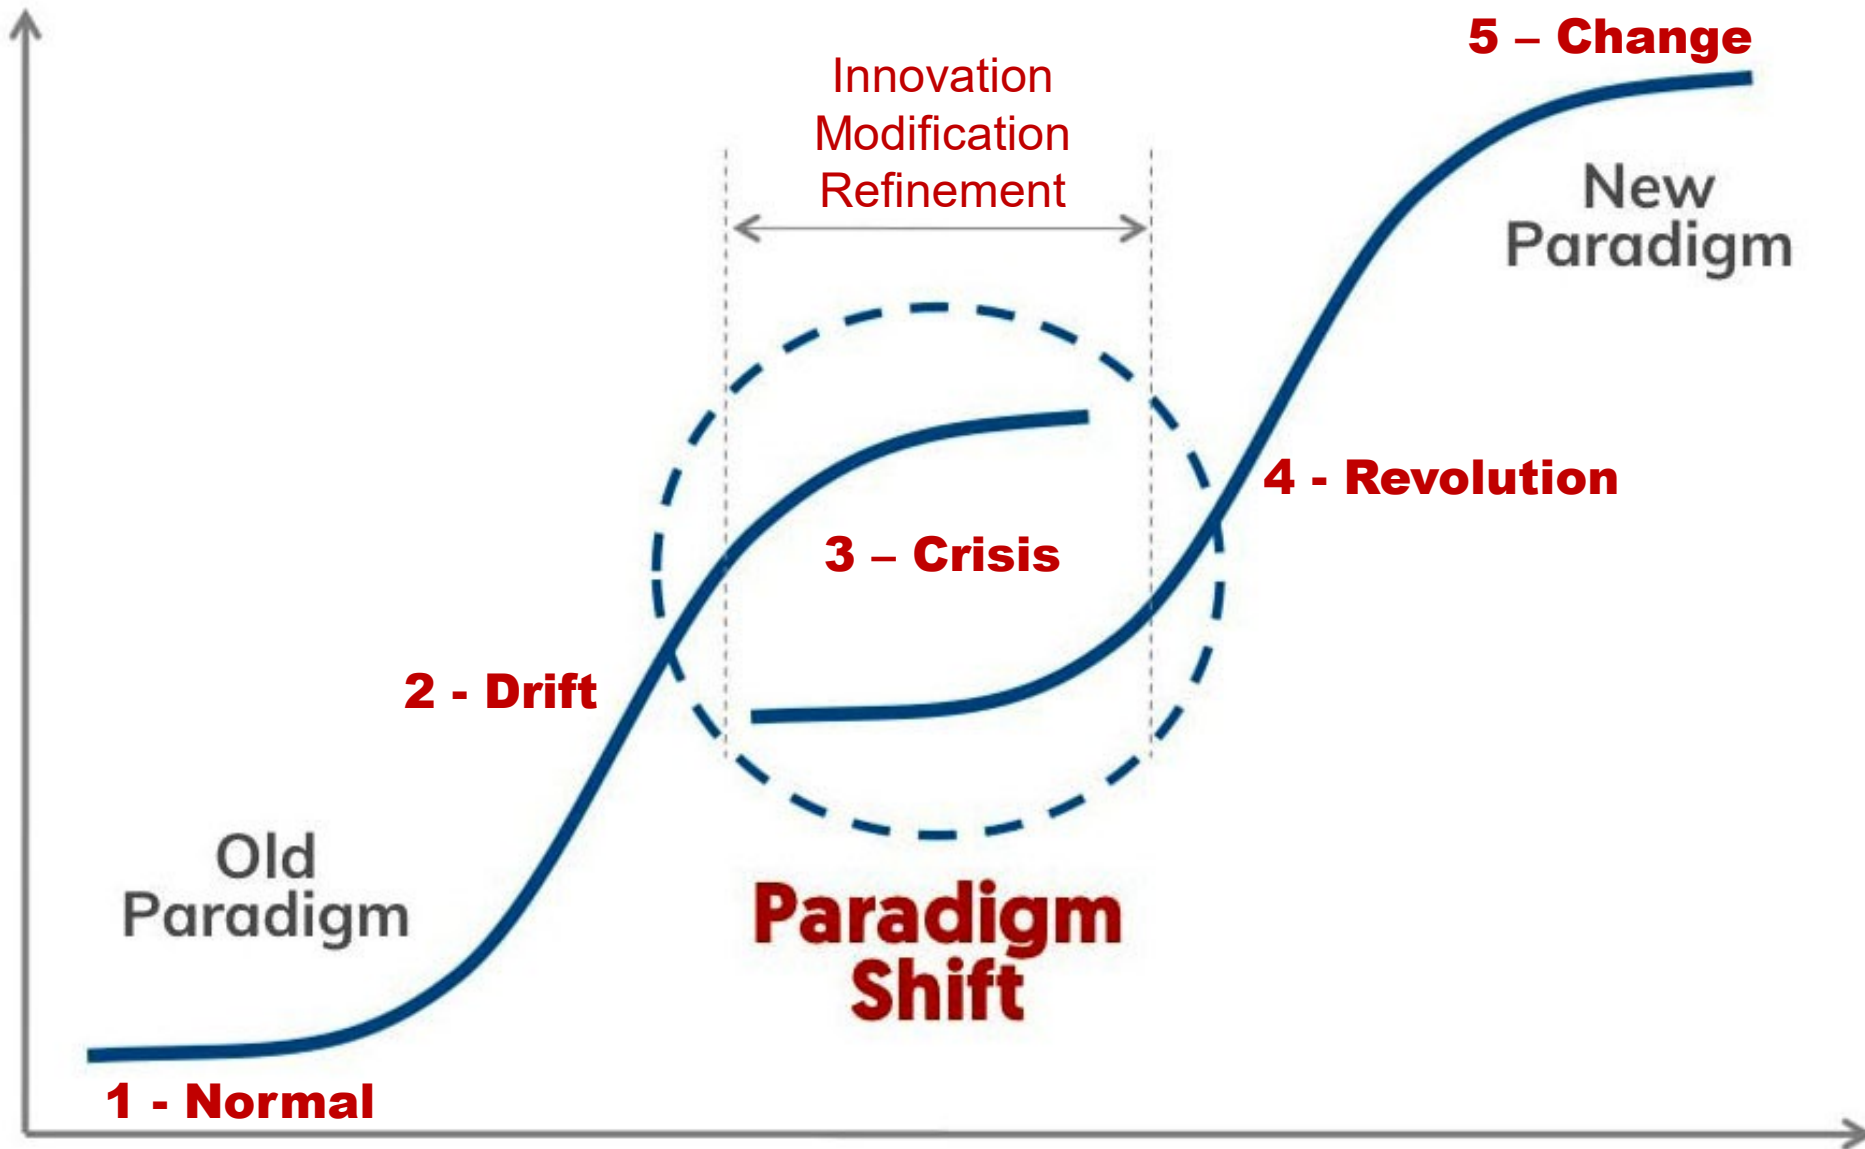 5 – Change
Innovation
Modification
Refinement
New
Paradigm
4 - Revolution
3 – Crisis
2 - Drift
Old
Paradigm
Paradigm
Shift
1 - Normal